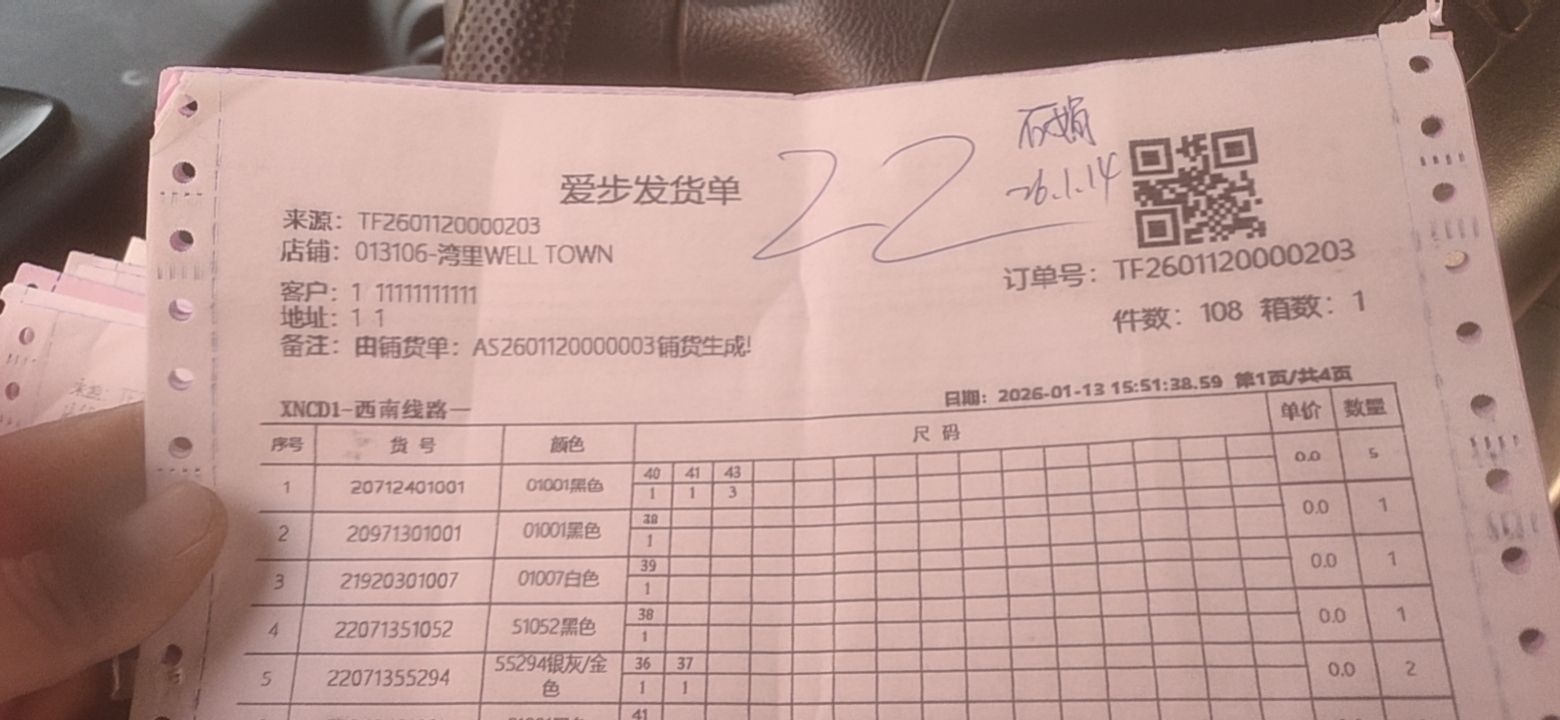 爱步发货单
22
石娟
26.1.14
来源：TF2601120000203
店铺：013106-湾里WELL TOWN
订单号：TF2601120000203
客户：1 11111111111
地址：1 1
件数：108 箱数：1
备注：由铺货单：AS2601120000003铺货生成!
日期：2026-01-13 15:51:38.59 第1页/共4页
XNCD1-西南线路一
序号 货 号 颜色 尺 码 单价 数量
1 20712401001 01001黑色 40 41 43 0.0 5
1 1 3
2 20971301001 01001黑色 38 0.0 1
1
3 21920301007 01007白色 39 0.0 1
1
4 22071351052 51052黑色 38 0.0 1
1
5 22071355294 55294银灰/金色 36 37 0.0 2
1 1
41